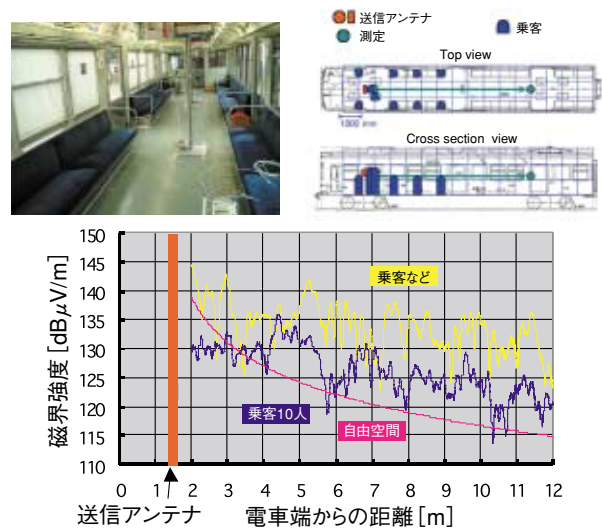 送信アンテナ
測定
乗客
Top view
1000 mm
Cross section view
150
145
140
135
130
125
120
115
110
磁界強度[dBμV/m]
乗客など
乗客10人
自由空間
0 1 2 3 4 5 6 7 8 9 10 11 12
送信アンテナ
電車端からの距離[m]